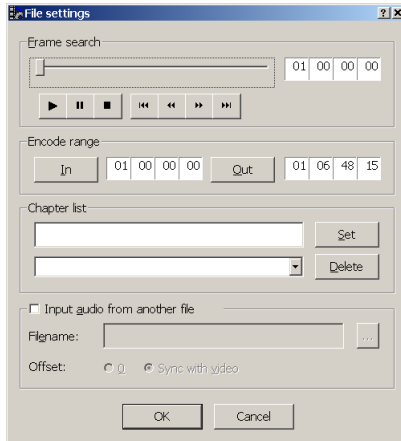 File settings
Frame search
01 00 00 00
Encode range
In 01 00 00 00 Out 01 06 48 15
Chapter list
Set
Delete
Input audio from another file
Filename: ...
Offset: 0 Sync with video
OK Cancel